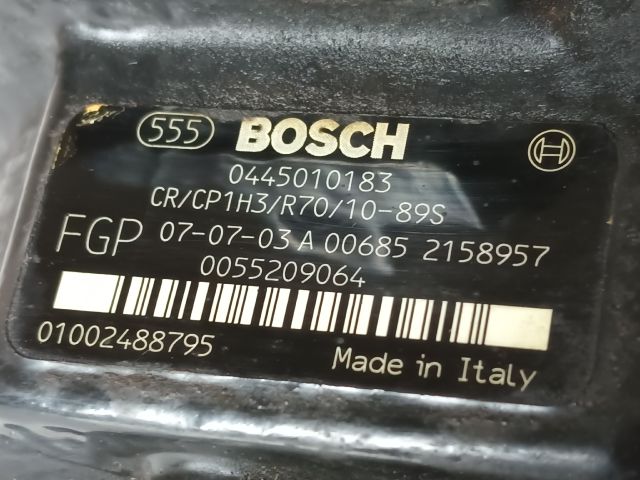 555 BOSCH
0445010183
CR/CP1H3/R70/10-89S
FGP 07-07-03 A 00685 2158957
0055209064
01002488795
Made in Italy